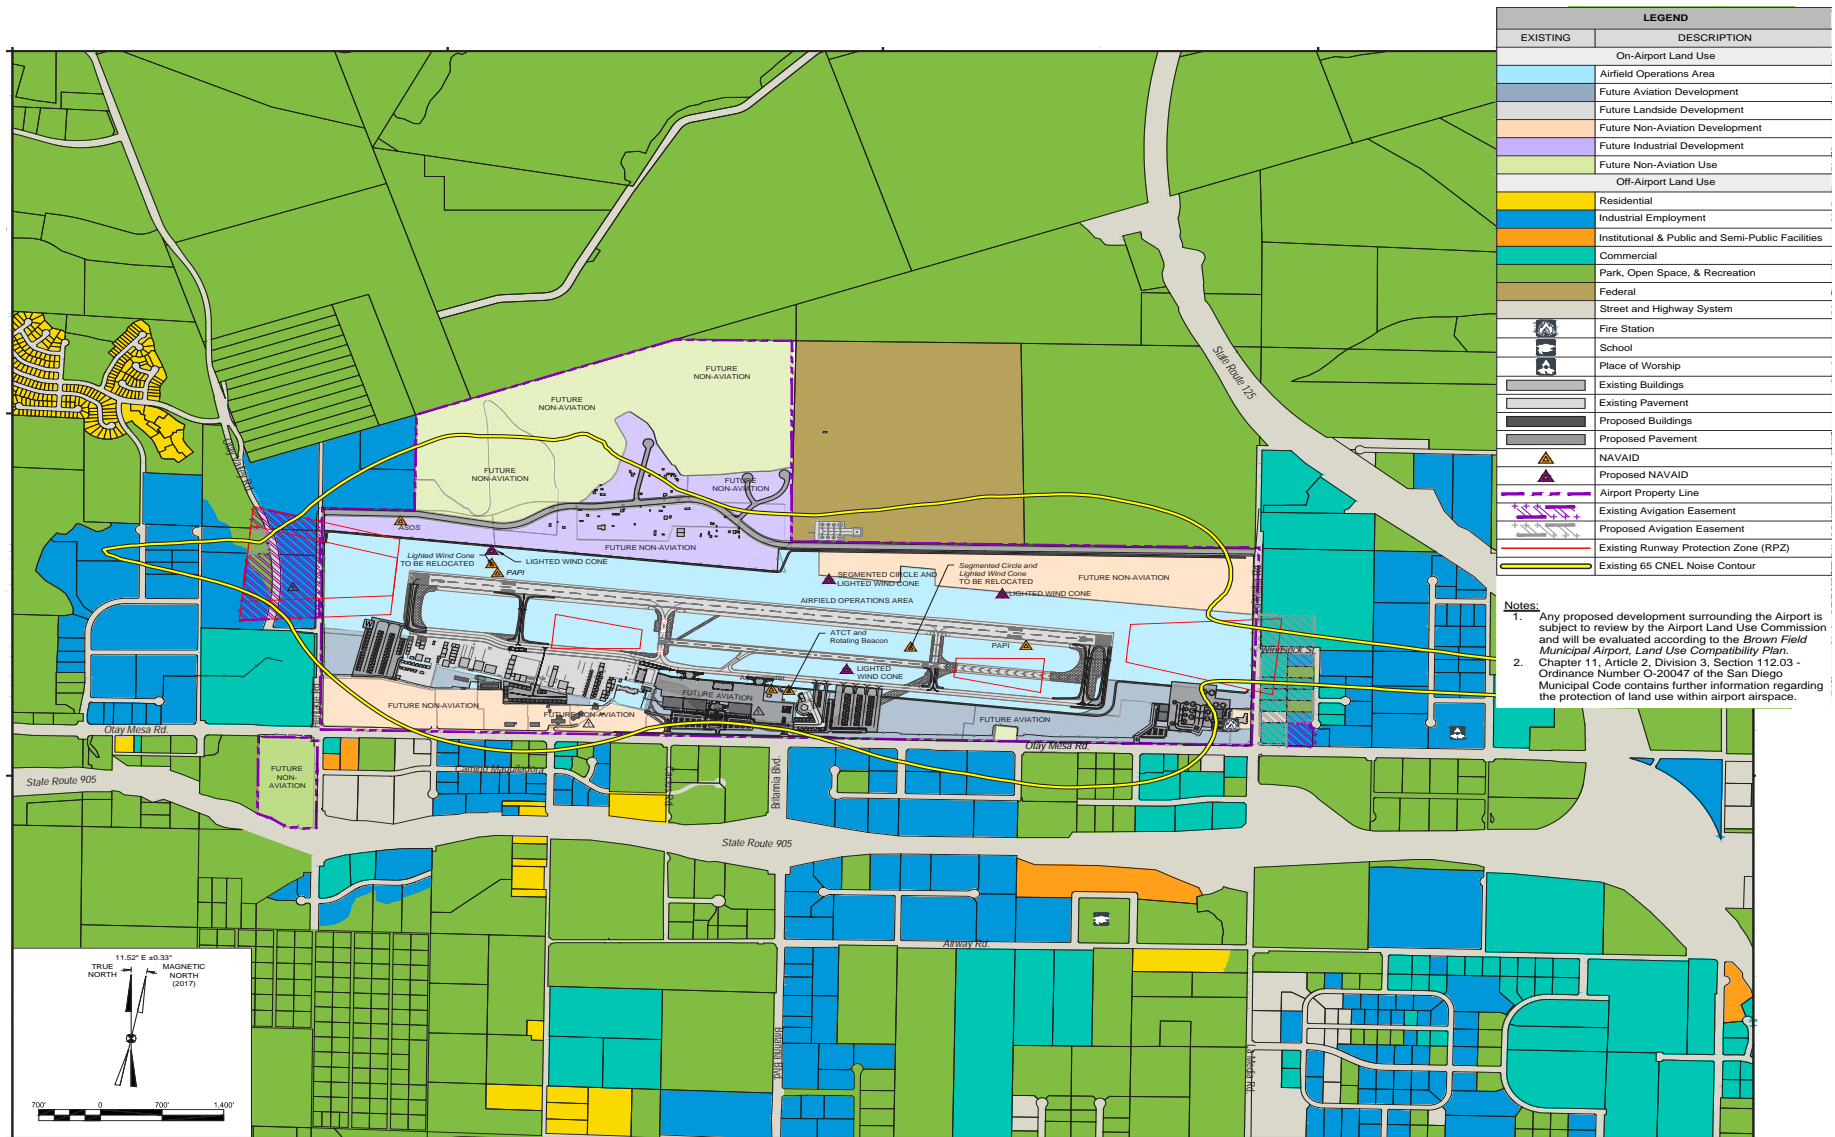 LEGEND
EXISTING DESCRIPTION
On-Airport Land Use
Airfield Operations Area
Future Aviation Development
Future Landside Development
Future Non-Aviation Development
Future Industrial Development
Future Non-Aviation Use
Off-Airport Land Use
Residential
Industrial Employment
Institutional & Public and Semi-Public Facilities
Commercial
Park, Open Space, & Recreation
Federal
Street and Highway System
Fire Station
School
Place of Worship
Existing Buildings
Existing Pavement
Proposed Buildings
Proposed Pavement
NAVAID
Proposed NAVAID
Airport Property Line
Existing Avigation Easement
Proposed Avigation Easement
Existing Runway Protection Zone (RPZ)
Existing 65 CNEL Noise Contour
Notes:
1. Any proposed development surrounding the Airport is
subject to review by the Airport Land Use Commission
and will be evaluated according to the Brown Field
Municipal Airport, Land Use Compatibility Plan.
2. Chapter 11, Article 2, Division 3, Section 112.03 -
Ordinance Number O-20047 of the San Diego
Municipal Code contains further information regarding
the protection of land use within airport airspace.
State Route 125
FUTURE
NON-AVIATION
FUTURE
NON-AVIATION
FUTURE
NON-AVIATION
FUTURE
NON-AVIATION
FUTURE NON-AVIATION
ASOS
Lighted Wind Cone
TO BE RELOCATED
LIGHTED WIND CONE
PAPI
SEGMENTED CIRCLE AND
LIGHTED WIND CONE
Segmented Circle and
Lighted Wind Cone
TO BE RELOCATED
FUTURE NON-AVIATION
LIGHTED WIND CONE
AIRFIELD OPERATIONS AREA
ATCT and
Rotating Beacon
PAPI
LIGHTED
WIND CONE
FUTURE AVIATION
FUTURE NON-AVIATION
FUTURE NON-AVIATION
FUTURE AVIATION
Otay Mesa Rd.
Otay Mesa Rd.
FUTURE
NON-
AVIATION
State Route 905
Camino Maquiladora
Cactus Rd
Britannia Blvd.
State Route 905
Airway Rd.
Britannia Blvd.
La Media Rd.
11.52° E ±0.33°
TRUE
NORTH
MAGNETIC
NORTH
(2017)
700' 0 700' 1,400'